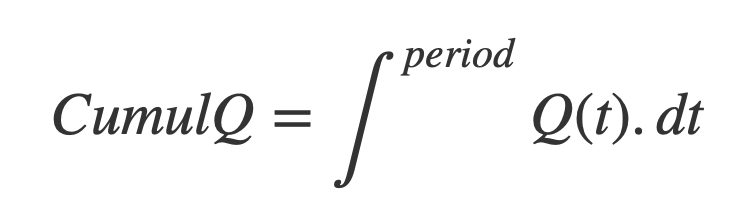 CumulQ = ∫^period Q(t). dt